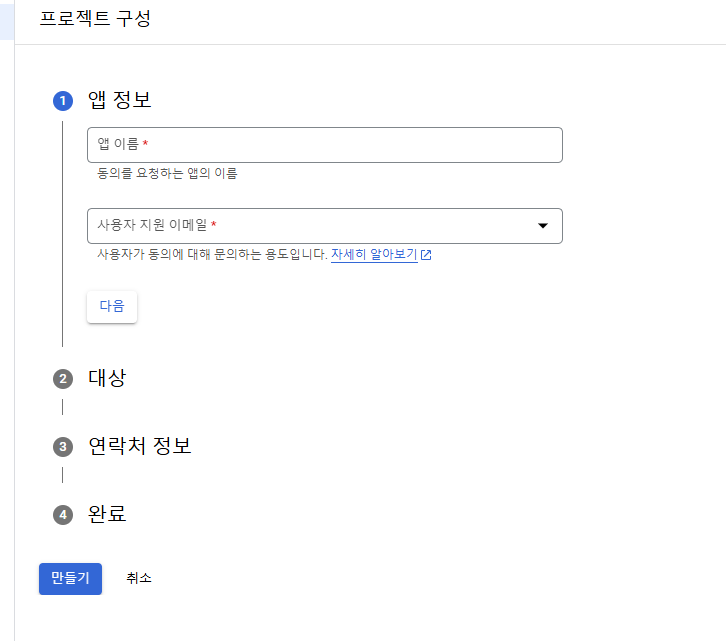 프로젝트 구성
1 앱 정보
앱 이름 *
동의를 요청하는 앱의 이름
사용자 지원 이메일 *
사용자가 동의에 대해 문의하는 용도입니다. 자세히 알아보기
다음
2 대상
3 연락처 정보
4 완료
만들기 취소